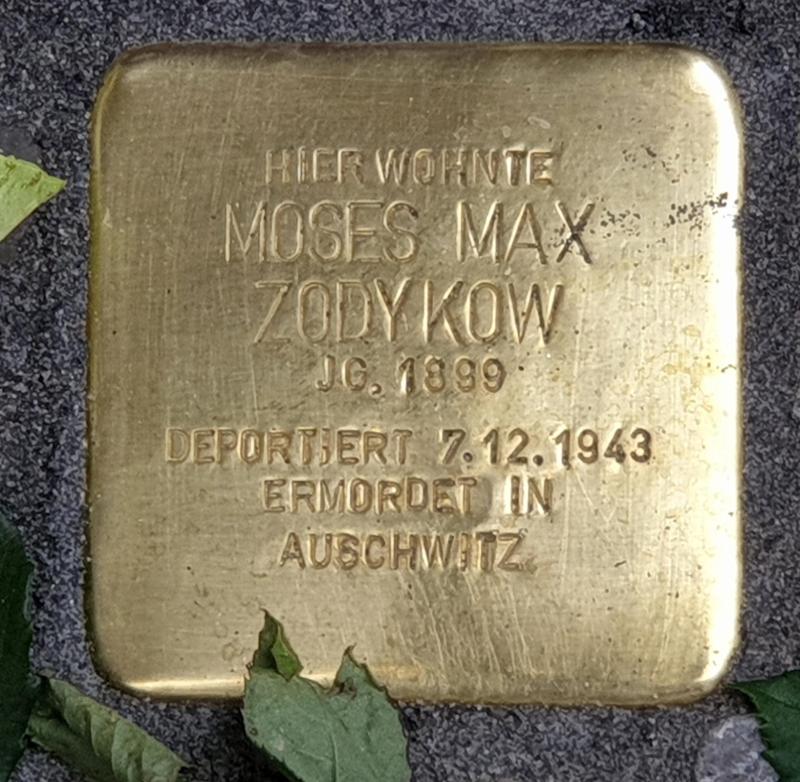 HIER WOHNTE
MOSES MAX
ZODYKOW
JG. 1899
DEPORTIERT 7.12.1943
ERMORDET IN
AUSCHWITZ